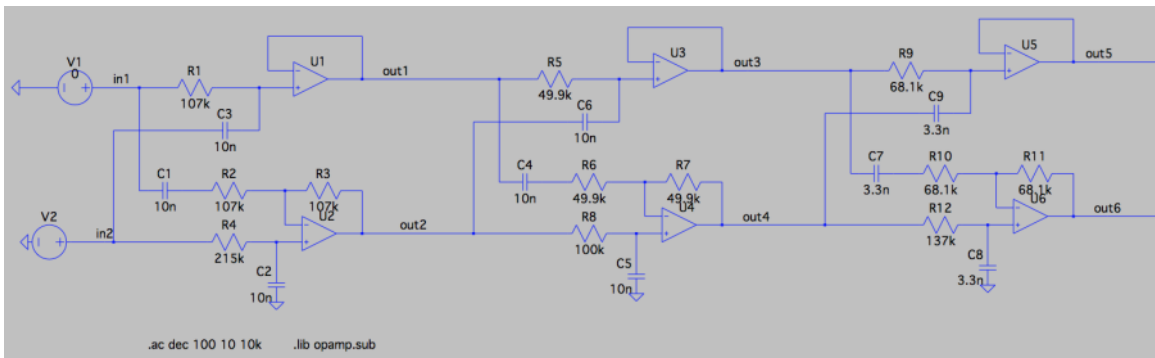 V1
0
in1
R1
107k
U1
out1
C3
10n
C1
10n
R2
107k
R3
107k
U2
out2
V2
in2
R4
215k
C2
10n
R5
49.9k
U3
out3
C6
10n
C4
10n
R6
49.9k
R7
49.9k
U4
out4
R8
100k
C5
10n
R9
68.1k
U5
out5
C9
3.3n
C7
3.3n
R10
68.1k
R11
68.1k
U6
out6
R12
137k
C8
3.3n
.ac dec 100 10 10k
.lib opamp.sub